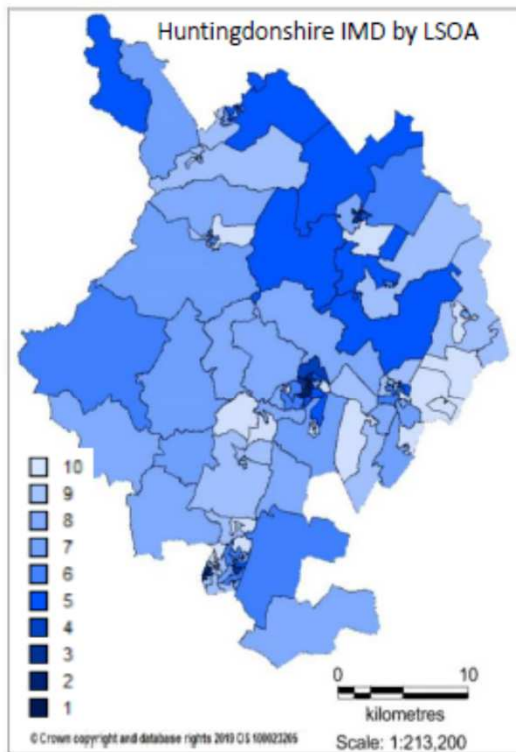 Huntingdonshire IMD by LSOA
10
9
8
7
6
5
4
3
2
1
0 10
kilometres
© Crown copyright and database rights 2019 OS 100023205
Scale: 1:213,200